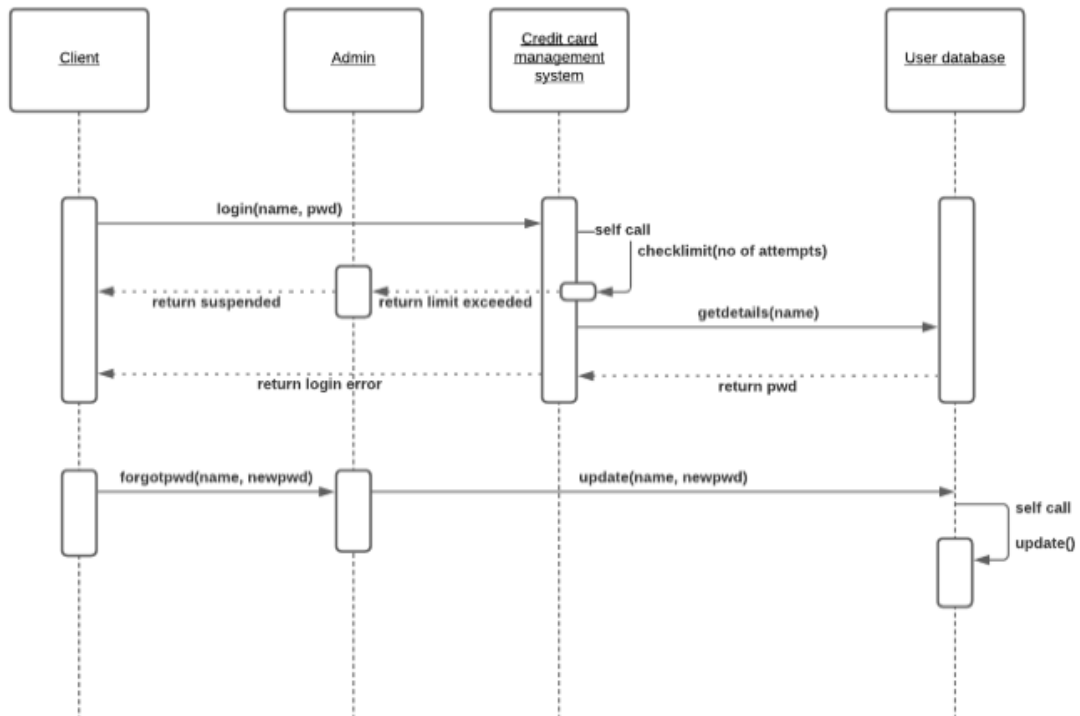 Client
Admin
Credit card
management
system
User database
login(name, pwd)
self call
checklimit(no of attempts)
return suspended
return limit exceeded
getdetails(name)
return login error
return pwd
forgotpwd(name, newpwd)
update(name, newpwd)
self call
update()